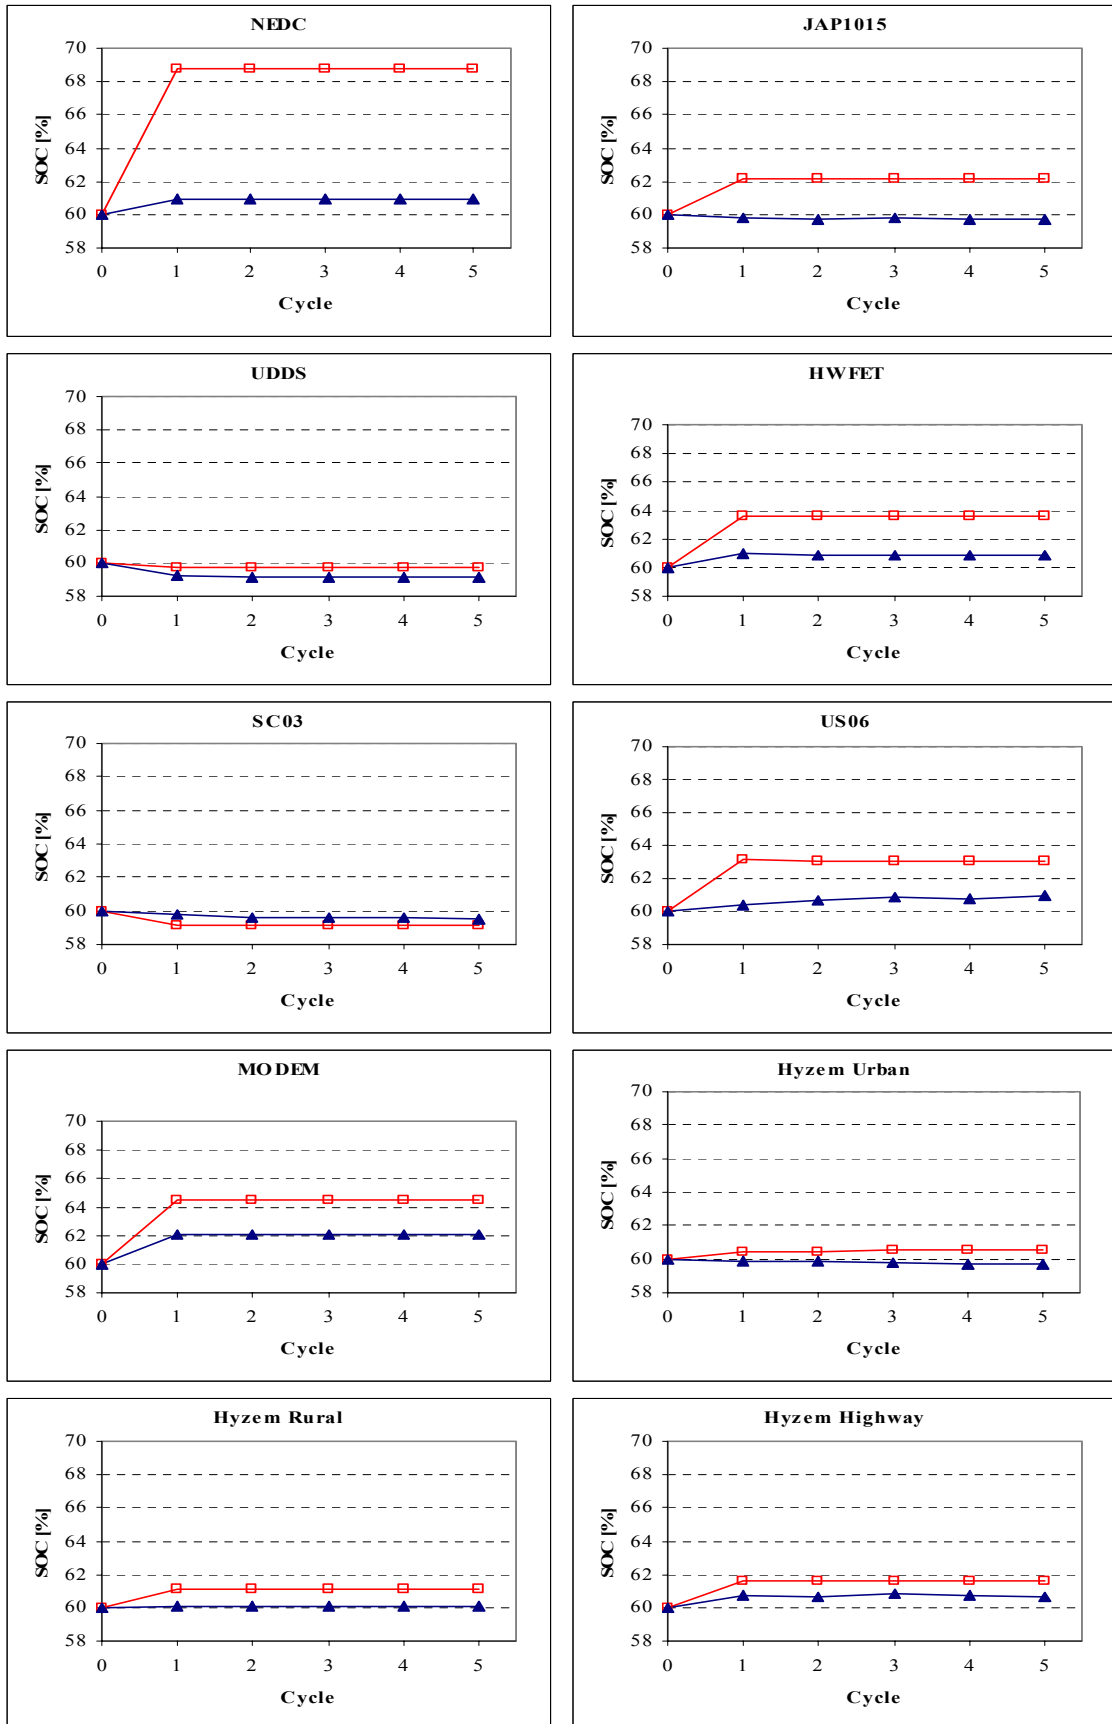 NEDC
70
68
66
64
62
60
58
SOC [%]
0 1 2 3 4 5
Cycle
JAP1015
70
68
66
64
62
60
58
SOC [%]
0 1 2 3 4 5
Cycle
UDDS
70
68
66
64
62
60
58
SOC [%]
0 1 2 3 4 5
Cycle
HWFET
70
68
66
64
62
60
58
SOC [%]
0 1 2 3 4 5
Cycle
SC03
70
68
66
64
62
60
58
SOC [%]
0 1 2 3 4 5
Cycle
US06
70
68
66
64
62
60
58
SOC [%]
0 1 2 3 4 5
Cycle
MODEM
70
68
66
64
62
60
58
SOC [%]
0 1 2 3 4 5
Cycle
Hyzem Urban
70
68
66
64
62
60
58
SOC [%]
0 1 2 3 4 5
Cycle
Hyzem Rural
70
68
66
64
62
60
58
SOC [%]
0 1 2 3 4 5
Cycle
Hyzem Highway
70
68
66
64
62
60
58
SOC [%]
0 1 2 3 4 5
Cycle